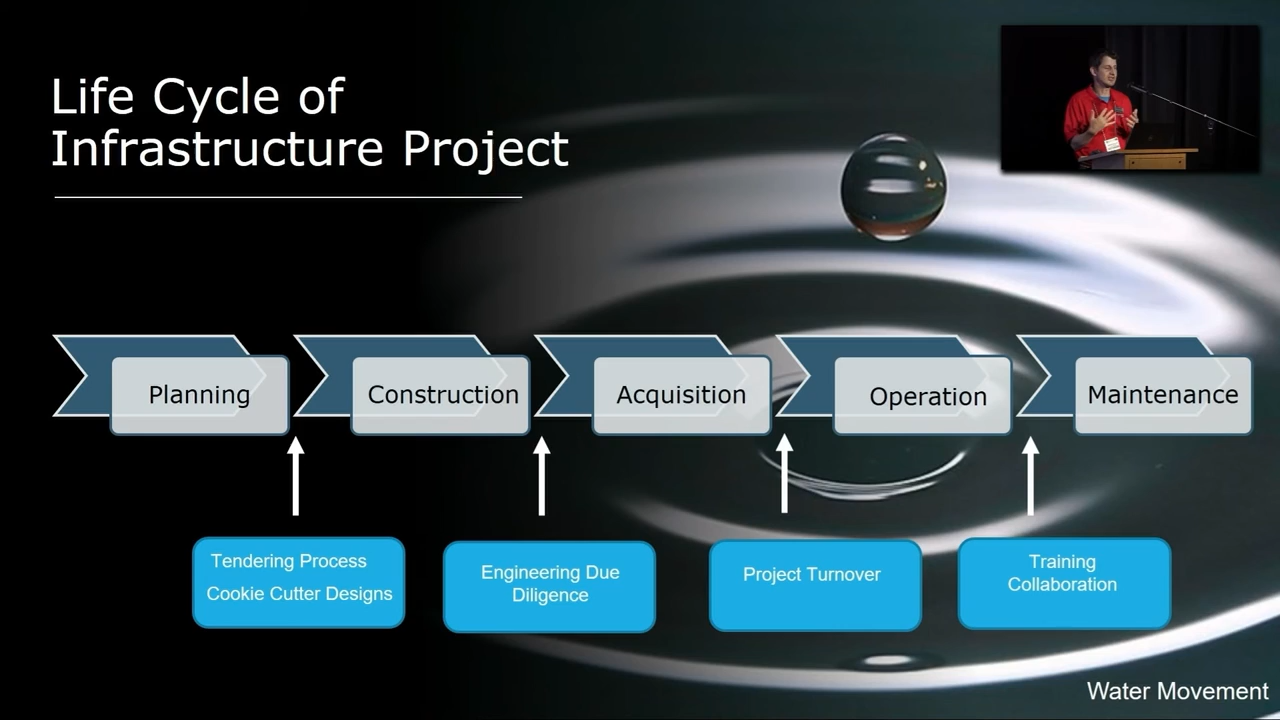 Life Cycle of
Infrastructure Project
Planning
Construction
Acquisition
Operation
Maintenance
Tendering Process
Cookie Cutter Designs
Engineering Due
Diligence
Project Turnover
Training
Collaboration
Water Movement